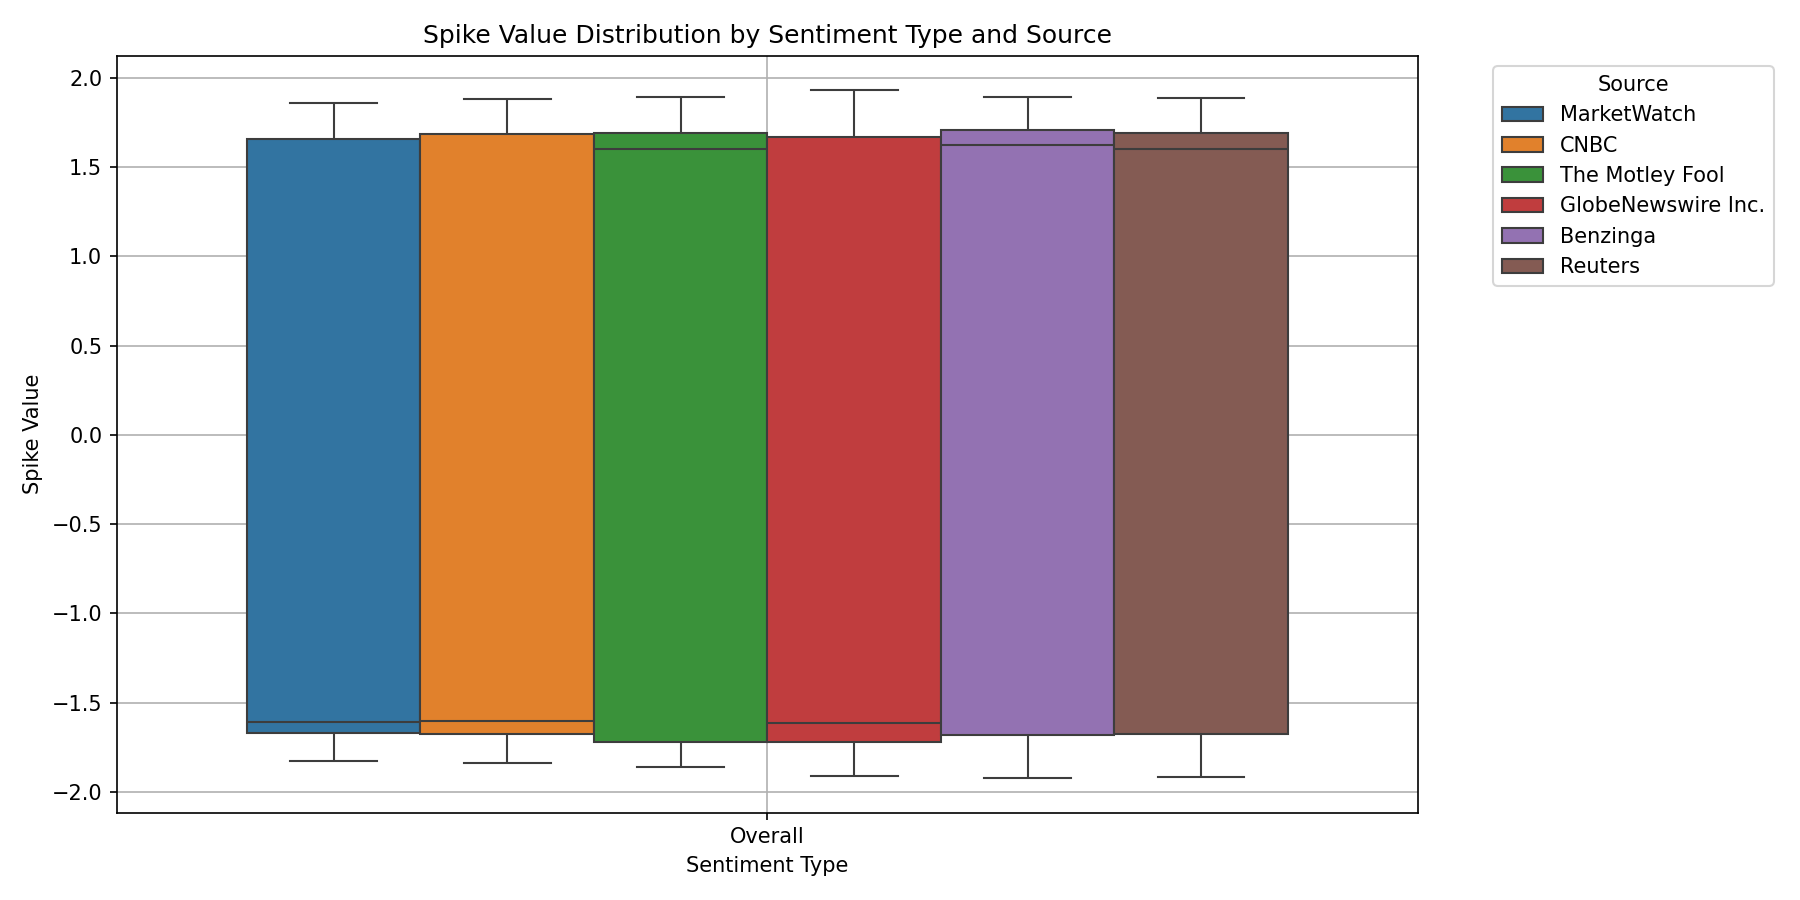 Spike Value Distribution by Sentiment Type and Source
2.0
1.5
1.0
0.5
0.0
−0.5
−1.0
−1.5
−2.0
Spike Value
Overall
Sentiment Type
Source
MarketWatch
CNBC
The Motley Fool
GlobeNewswire Inc.
Benzinga
Reuters